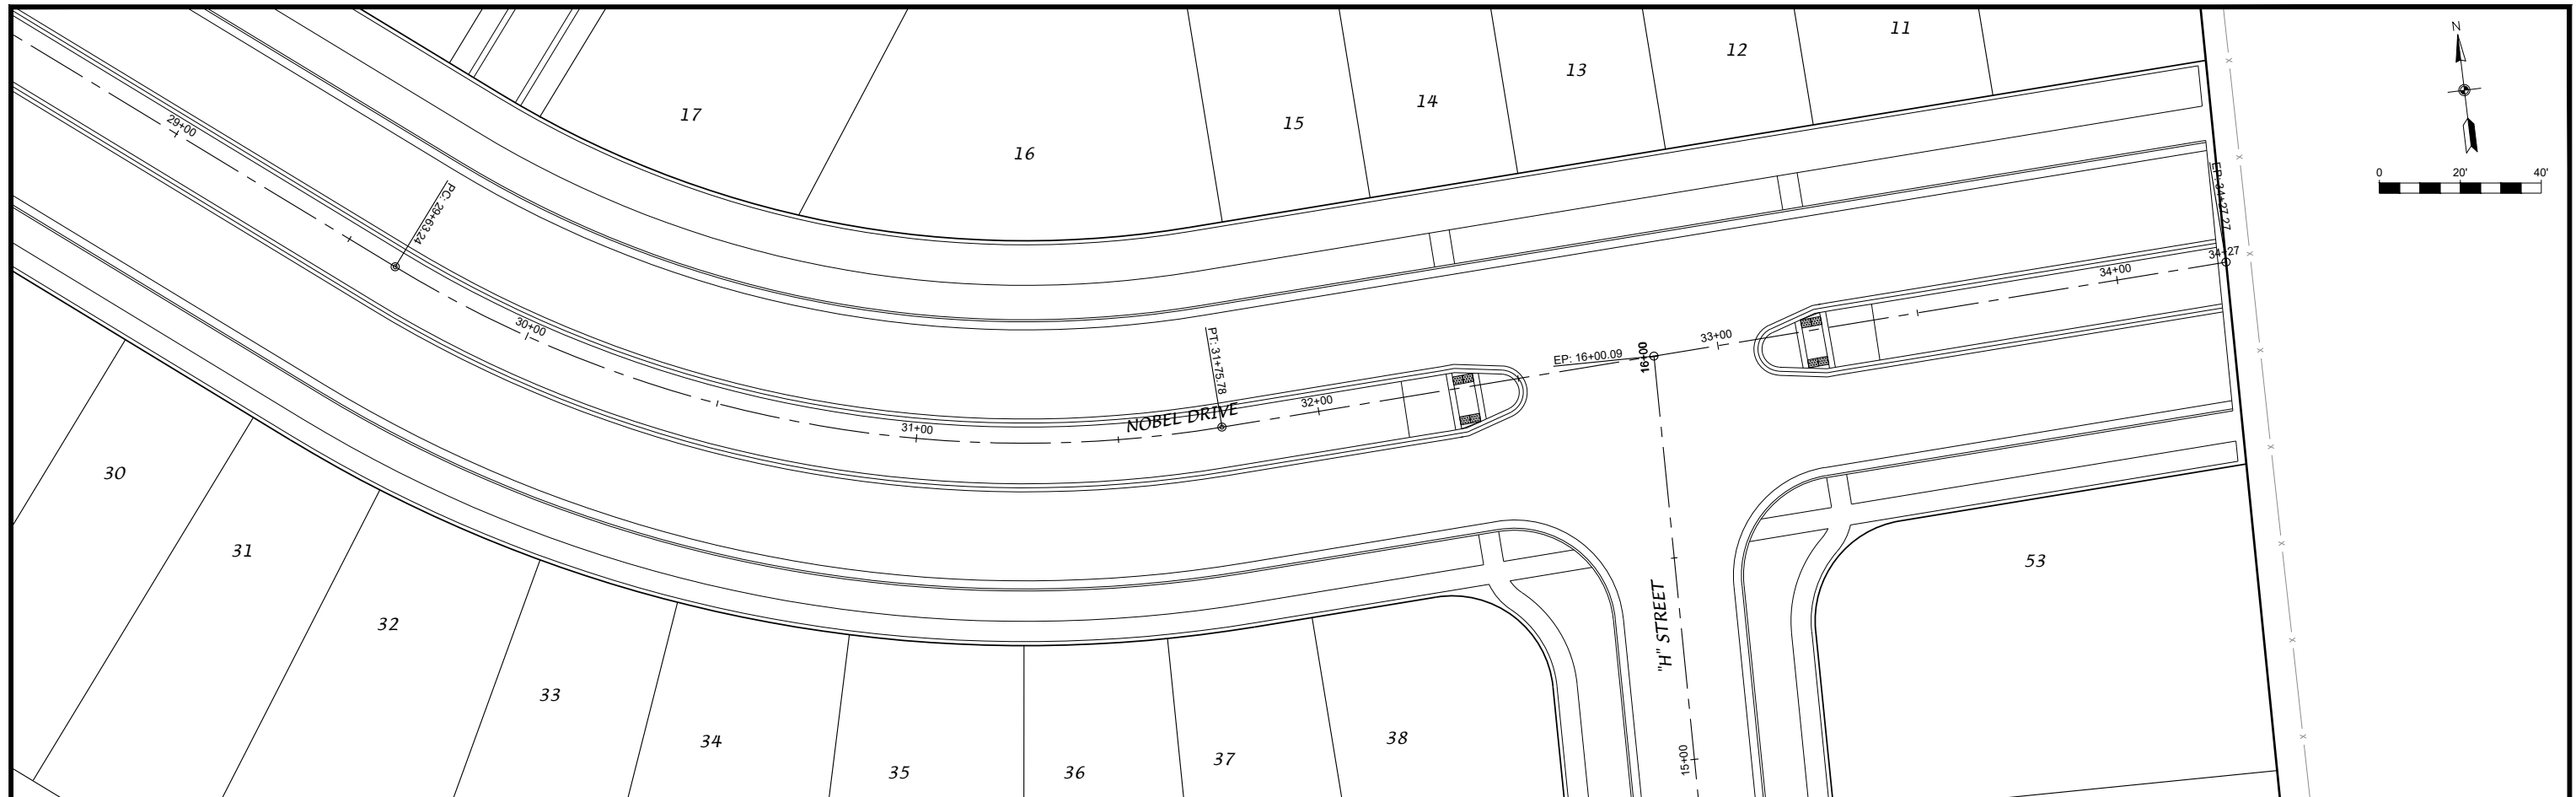 11
12
13
14
15
16
17
N
0 20' 40'
29+00
PC: 29+63.24
30+00
31+00
NOBEL DRIVE
PT: 31+75.78
32+00
EP: 16+00.09
16+00
33+00
34+00
34+27
EP: 34+27.27
30
31
32
33
34
35
36
37
38
"H" STREET
15+00
53
x
x
x
x
x
x
x
x